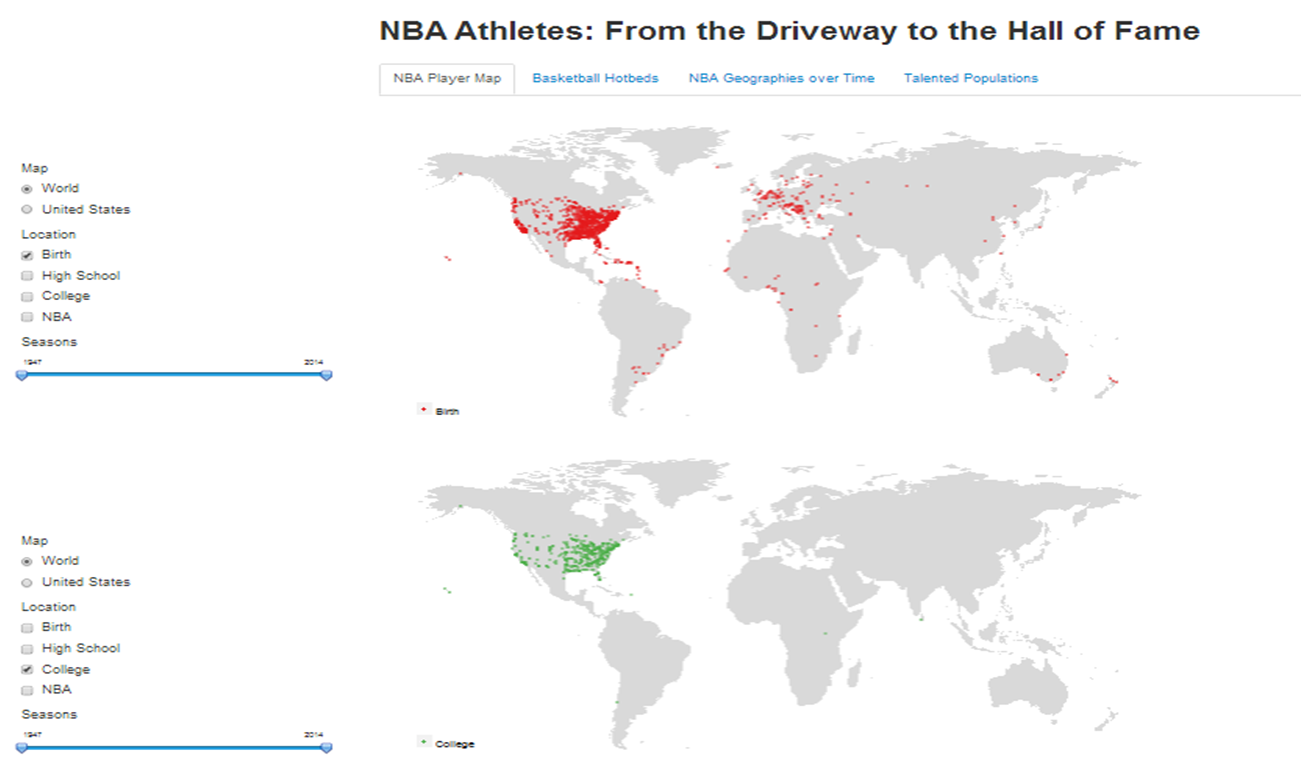 NBA Athletes: From the Driveway to the Hall of Fame
NBA Player Map Basketball Hotbeds NBA Geographies over Time Talented Populations
Map
World
United States
Location
Birth
High School
College
NBA
Seasons
1947 2014
Birth
Map
World
United States
Location
Birth
High School
College
NBA
Seasons
1947 2014
College